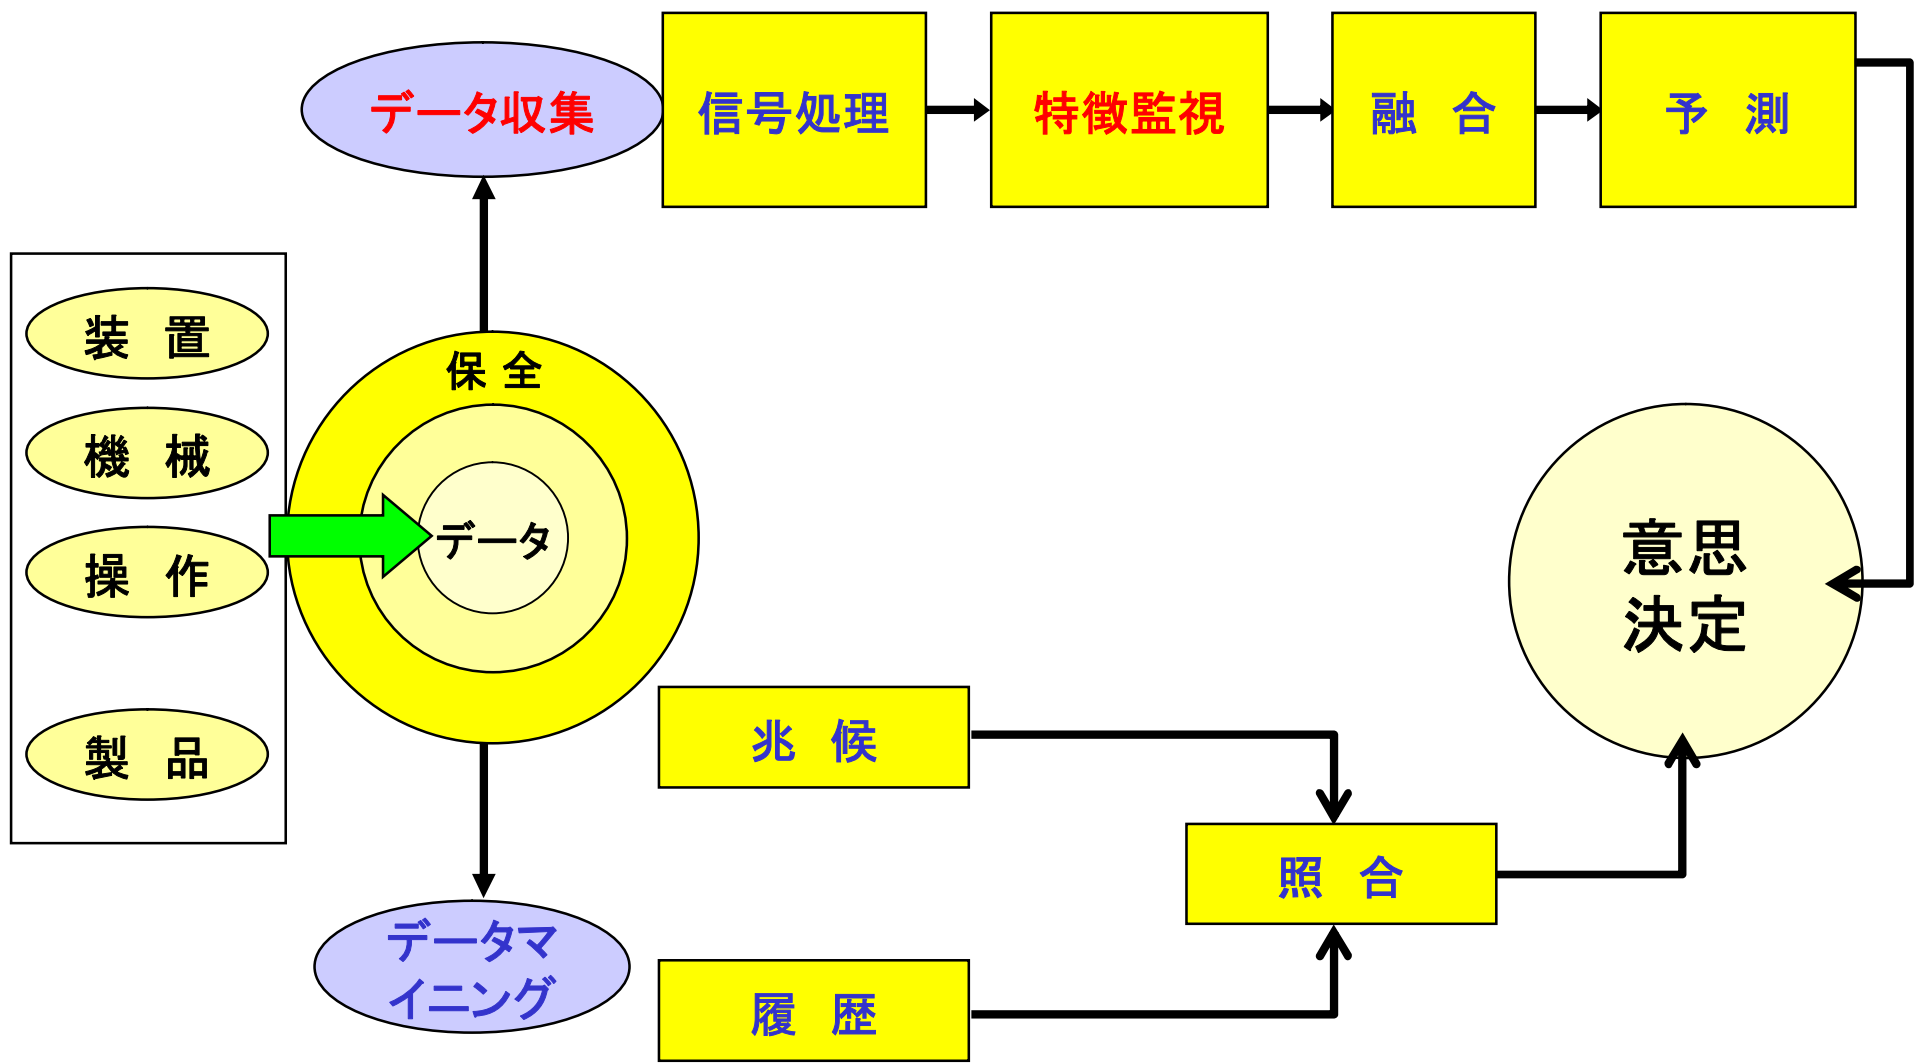 データ収集
信号処理
特徴監視
融 合
予 測
装 置
機 械
操 作
製 品
保 全
データ
意思
決定
兆 候
照 合
履 歴
データマ
イニング